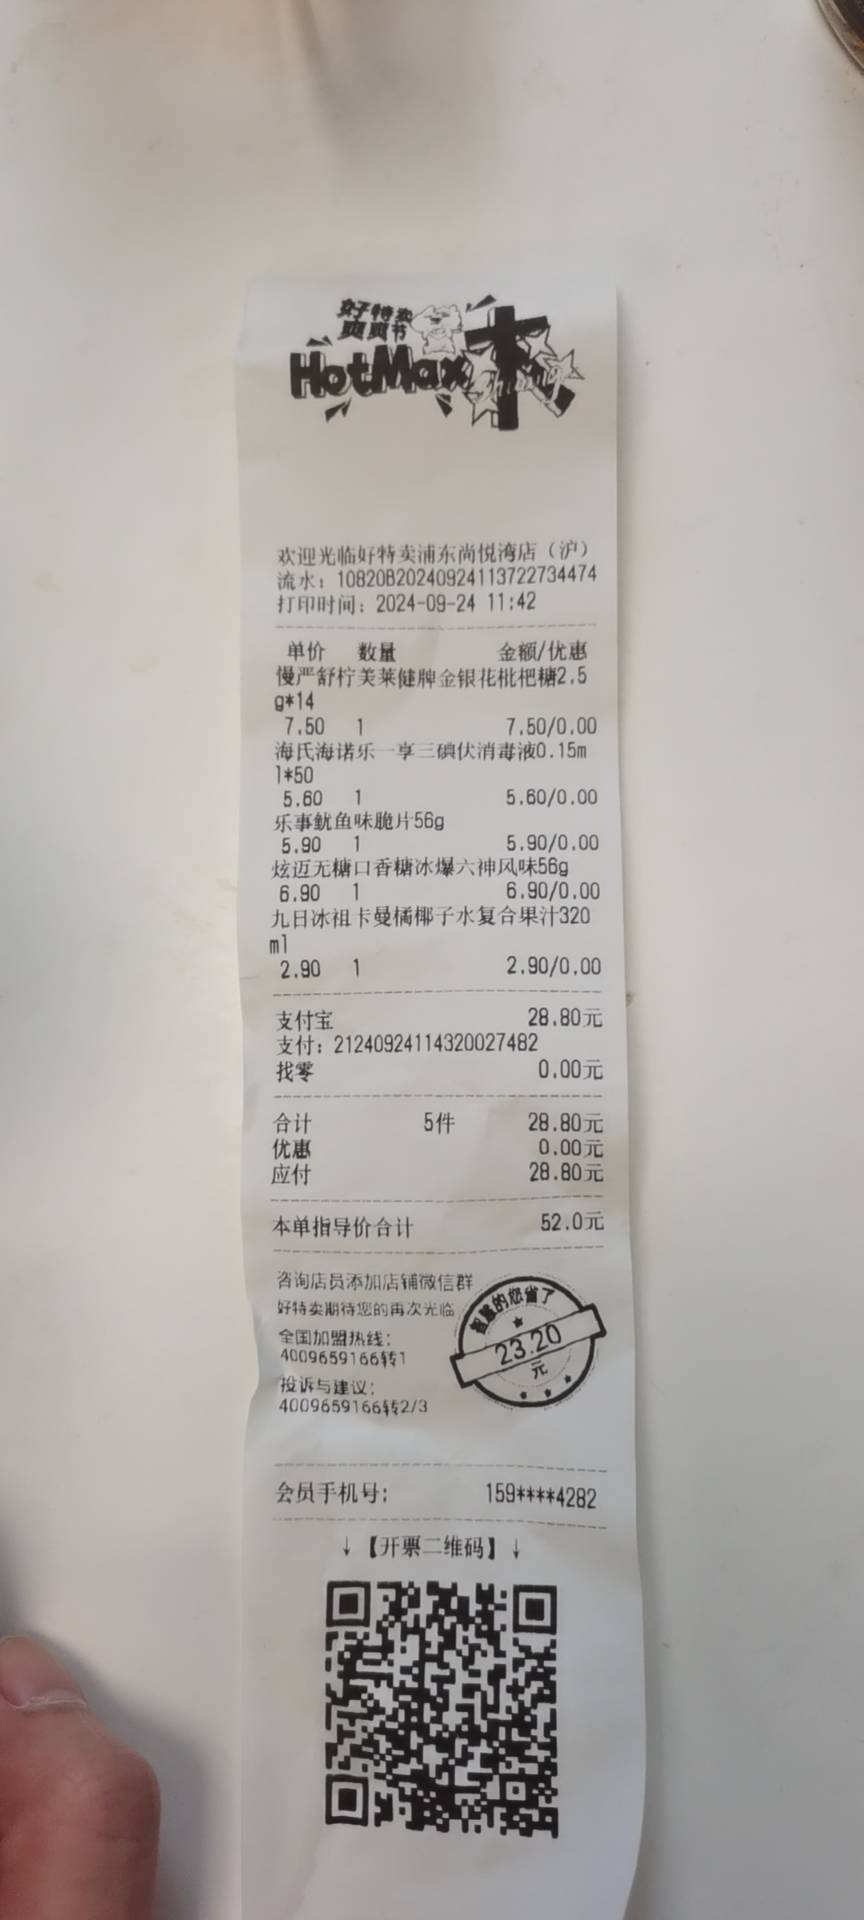 好特卖
爽爽节
HotMax
欢迎光临好特卖浦东尚悦湾店（沪）
流水：10820B20240924113722734474
打印时间：2024-09-24 11:42
单价 数量 金额/优惠
慢严舒柠美莱健牌金银花枇杷糖2.5
g*14
7.50 1 7.50/0.00
海氏海诺乐一享三碘伏消毒液0.15m
l*50
5.60 1 5.60/0.00
乐事鱿鱼味脆片56g
5.90 1 5.90/0.00
炫迈无糖口香糖冰爆六神风味56g
6.90 1 6.90/0.00
九日冰祖卡曼橘椰子水复合果汁320
ml
2.90 1 2.90/0.00
支付宝 28.80元
支付：21240924114320027482
找零 0.00元
合计 5件 28.80元
优惠 0.00元
应付 28.80元
本单指导价合计 52.0元
咨询店员添加店铺微信群
好特卖期待您的再次光临
全国加盟热线：
4009659166转1
投诉与建议：
4009659166转2/3
智慧的您省了
23.20
元
会员手机号： 159****4282
↓【开票二维码】↓